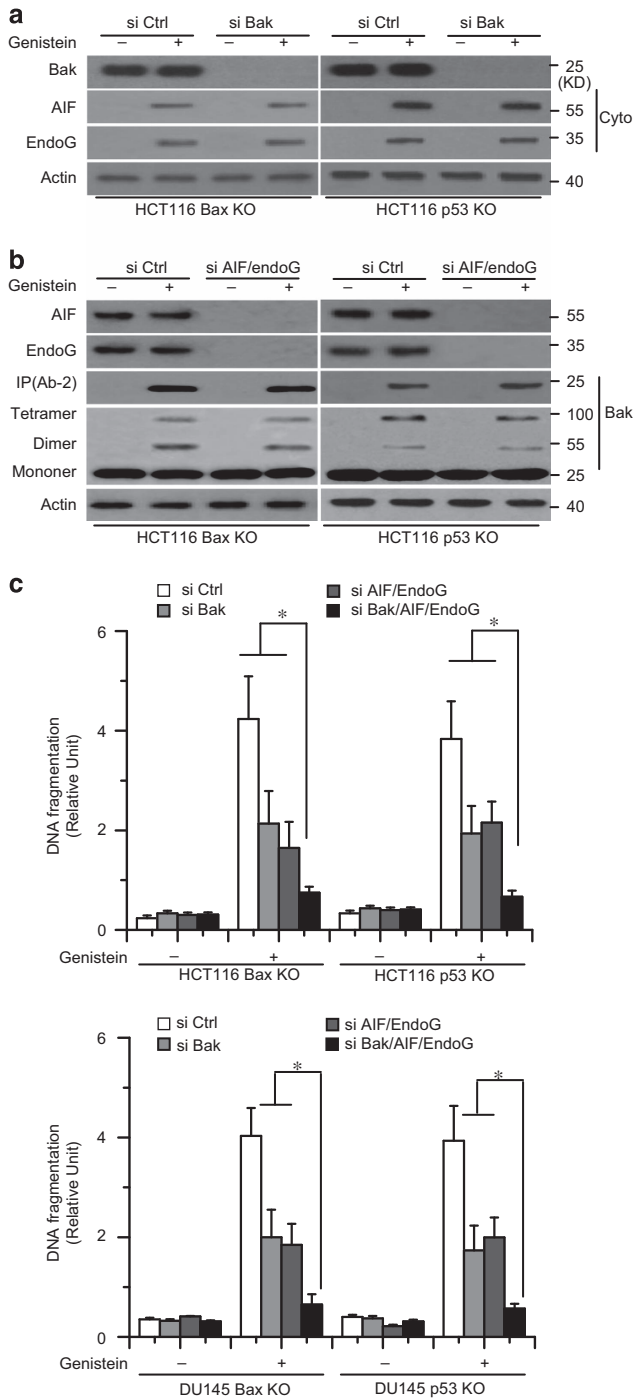 a
si Ctrl si Bak si Ctrl si Bak
Genistein – + – + – + – +
Bak 25
(KD)
AIF 55
Cyto
EndoG 35
Actin 40
HCT116 Bax KO HCT116 p53 KO
b
si Ctrl si AIF/endoG si Ctrl si AIF/endoG
Genistein – + – + – + – +
AIF 55
EndoG 35
IP(Ab-2) 25
Tetramer 100 Bak
Dimer 55
Mononer 25
Actin 40
HCT116 Bax KO HCT116 p53 KO
c
si Ctrl si AIF/EndoG
si Bak si Bak/AIF/EndoG
* *
6
4
2
0
DNA fragmentation
(Relative Unit)
Genistein – + – +
HCT116 Bax KO HCT116 p53 KO
si Ctrl si AIF/EndoG
si Bak si Bak/AIF/EndoG
* *
6
4
2
0
DNA fragmentation
(Relative Unit)
Genistein – + – +
DU145 Bax KO DU145 p53 KO